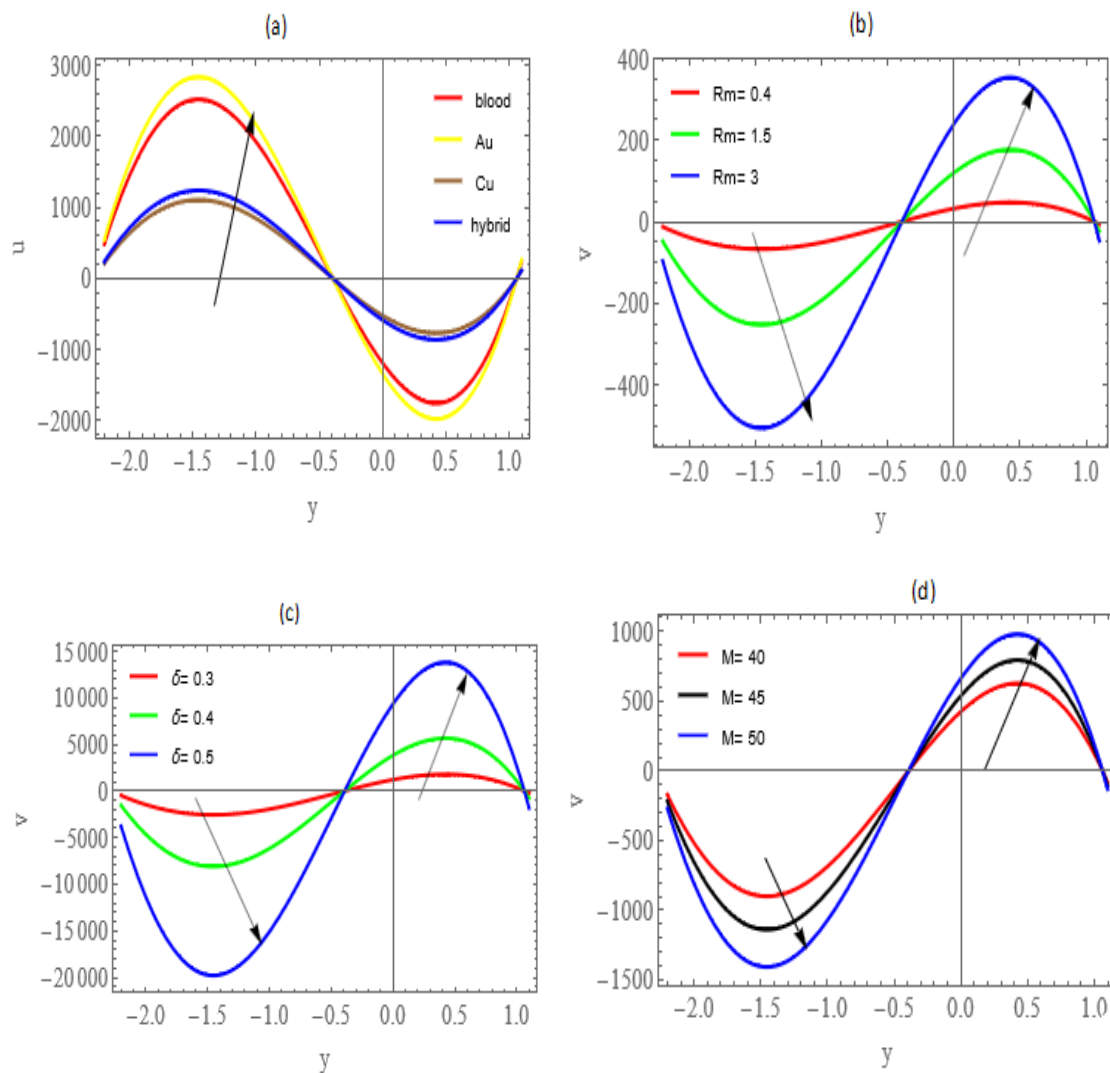 (a)
3000
2000
1000
0
−1000
−2000
u
blood
Au
Cu
hybrid
−2.0 −1.5 −1.0 −0.5 0.0 0.5 1.0
y
(b)
400
200
0
−200
−400
v
Rm= 0.4
Rm= 1.5
Rm= 3
−2.0 −1.5 −1.0 −0.5 0.0 0.5 1.0
y
(c)
15 000
10 000
5000
0
−5000
−10 000
−15 000
−20 000
v
δ= 0.3
δ= 0.4
δ= 0.5
−2.0 −1.5 −1.0 −0.5 0.0 0.5 1.0
y
(d)
1000
500
0
−500
−1000
−1500
v
M= 40
M= 45
M= 50
−2.0 −1.5 −1.0 −0.5 0.0 0.5 1.0
y